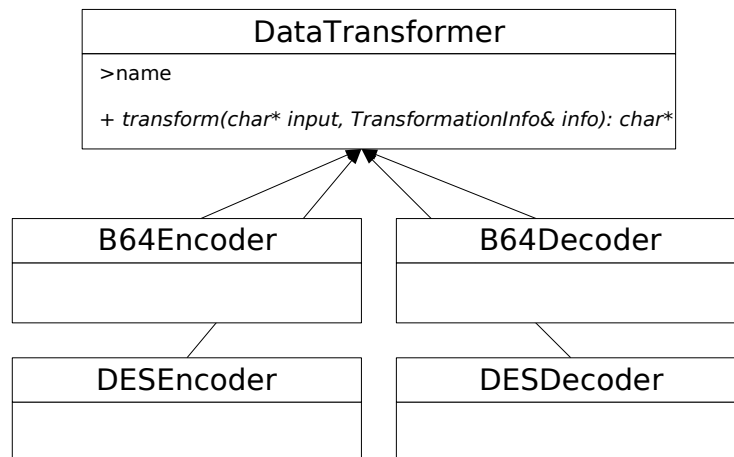 DataTransformer
>name
+ transform(char* input, TransformationInfo& info): char*
B64Encoder
B64Decoder
DESEncoder
DESDecoder